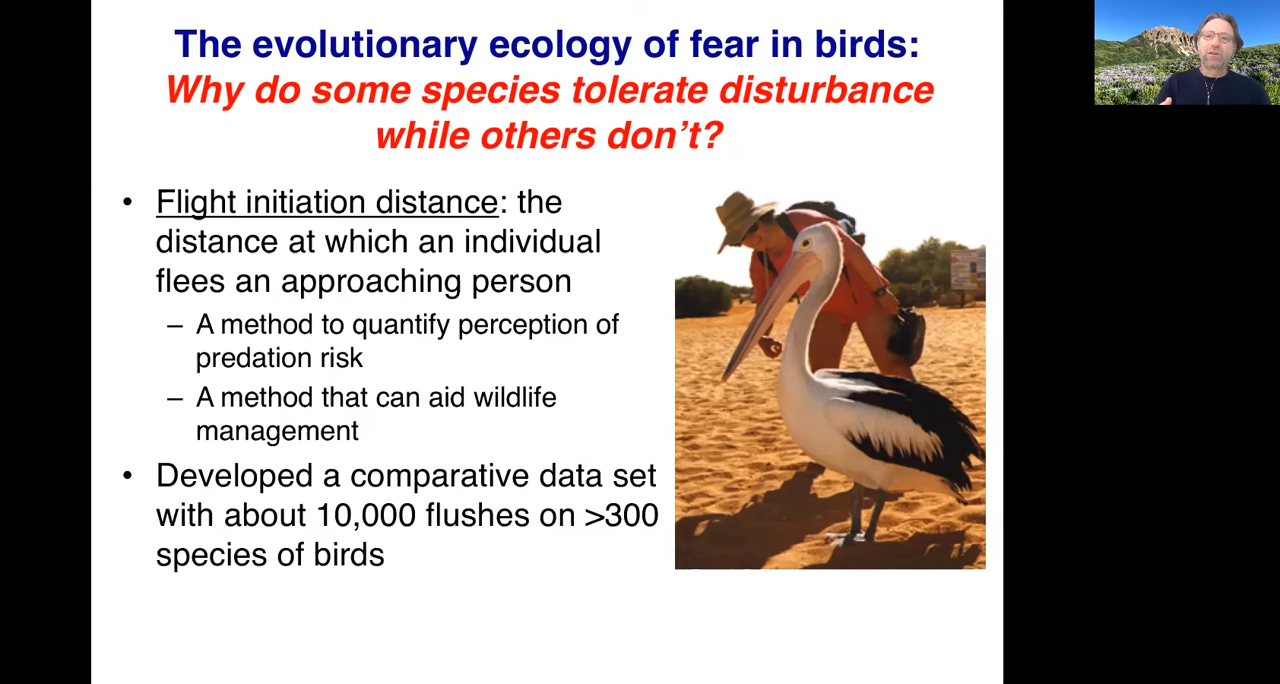 The evolutionary ecology of fear in birds:
Why do some species tolerate disturbance
while others don't?
• Flight initiation distance: the
distance at which an individual
flees an approaching person
– A method to quantify perception of
predation risk
– A method that can aid wildlife
management
• Developed a comparative data set
with about 10,000 flushes on >300
species of birds